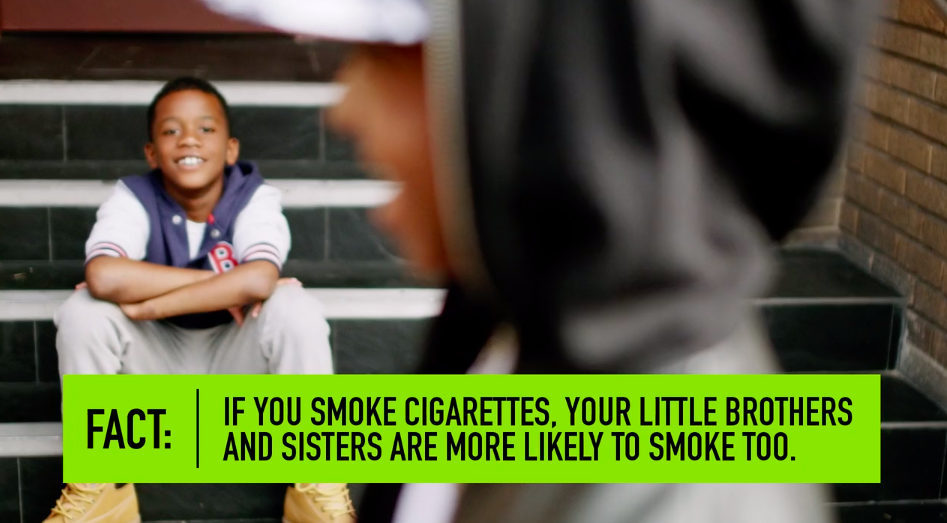 B
FACT:
IF YOU SMOKE CIGARETTES, YOUR LITTLE BROTHERS
AND SISTERS ARE MORE LIKELY TO SMOKE TOO.